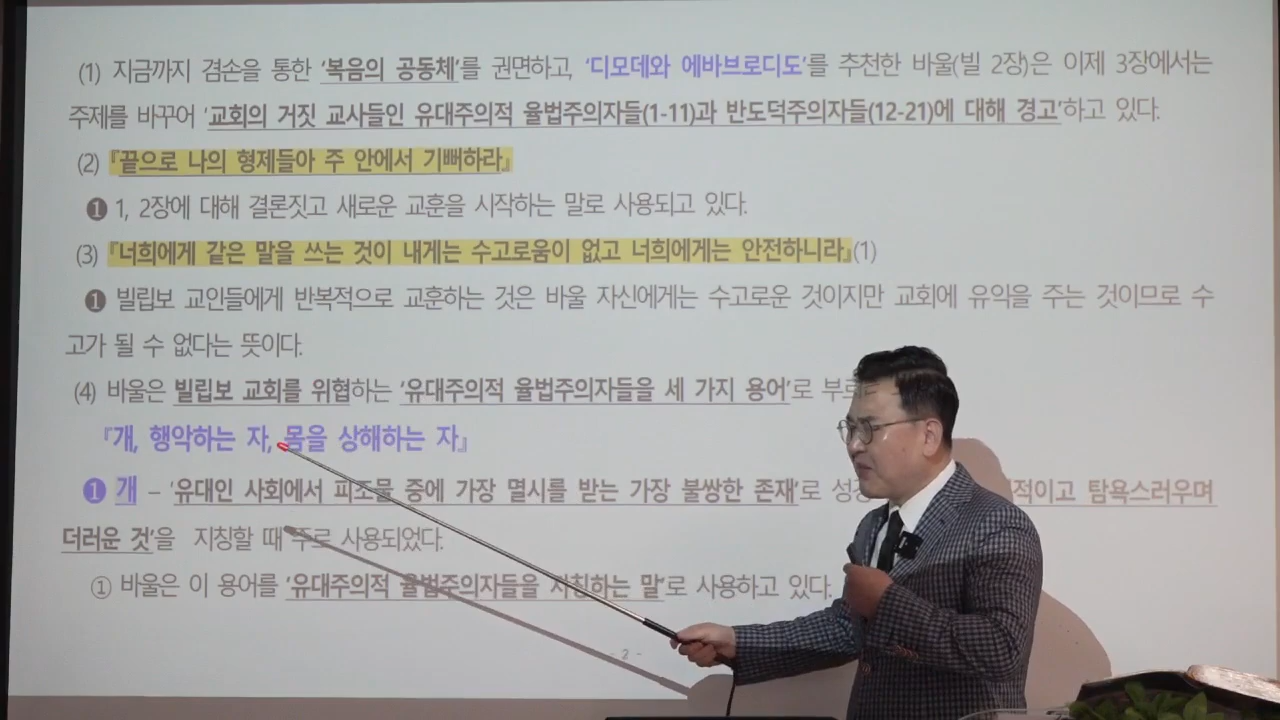 (1) 지금까지 겸손을 통한 '복음의 공동체'를 권면하고, '디모데와 에바브로디도'를 추천한 바울(빌 2장)은 이제 3장에서는
주제를 바꾸어 '교회의 거짓 교사들인 유대주의적 율법주의자들(1-11)과 반도덕주의자들(12-21)에 대해 경고'하고 있다.
(2) 『끝으로 나의 형제들아 주 안에서 기뻐하라』
❶ 1, 2장에 대해 결론짓고 새로운 교훈을 시작하는 말로 사용되고 있다.
(3) 『너희에게 같은 말을 쓰는 것이 내게는 수고로움이 없고 너희에게는 안전하니라』(1)
❶ 빌립보 교인들에게 반복적으로 교훈하는 것은 바울 자신에게는 수고로운 것이지만 교회에 유익을 주는 것이므로 수
고가 될 수 없다는 뜻이다.
(4) 바울은 빌립보 교회를 위협하는 '유대주의적 율법주의자들을 세 가지 용어'로 부르
『개, 행악하는 자, 몸을 상해하는 자』
❶ 개 – '유대인 사회에서 피조물 중에 가장 멸시를 받는 가장 불쌍한 존재'로 적이고 탐욕스러우며
더러운 것'을 지칭할 때 주로 사용되었다.
① 바울은 이 용어를 '유대주의적 율법주의자들을 지칭하는 말'로 사용하고 있다.
- 2 -